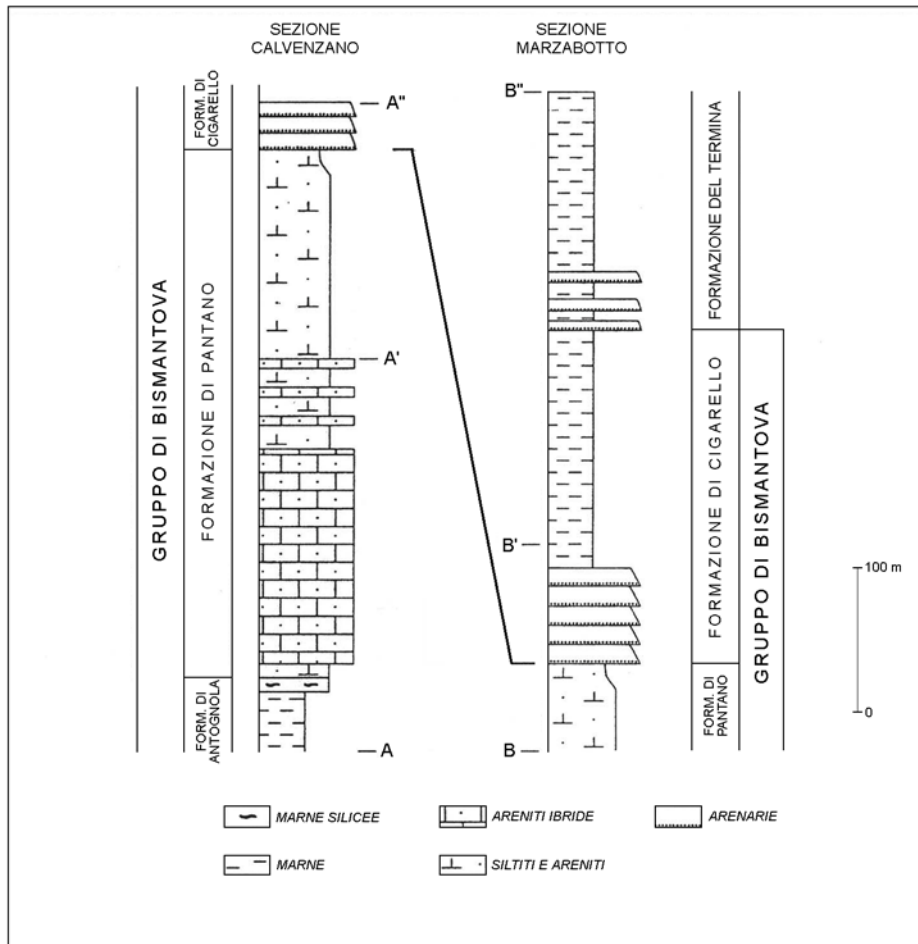 SEZIONE
CALVENZANO
SEZIONE
MARZABOTTO
GRUPPO DI BISMANTOVA
FORM. DI
CIGARELLO
FORMAZIONE DI PANTANO
FORM. DI
ANTOGNOLA
A"
A'
A
B"
B'
B
FORMAZIONE DEL TERMINA
FORMAZIONE DI CIGARELLO
FORM. DI
PANTANO
GRUPPO DI BISMANTOVA
100 m
0
MARNE SILICEE
ARENITI IBRIDE
ARENARIE
MARNE
SILTITI E ARENITI